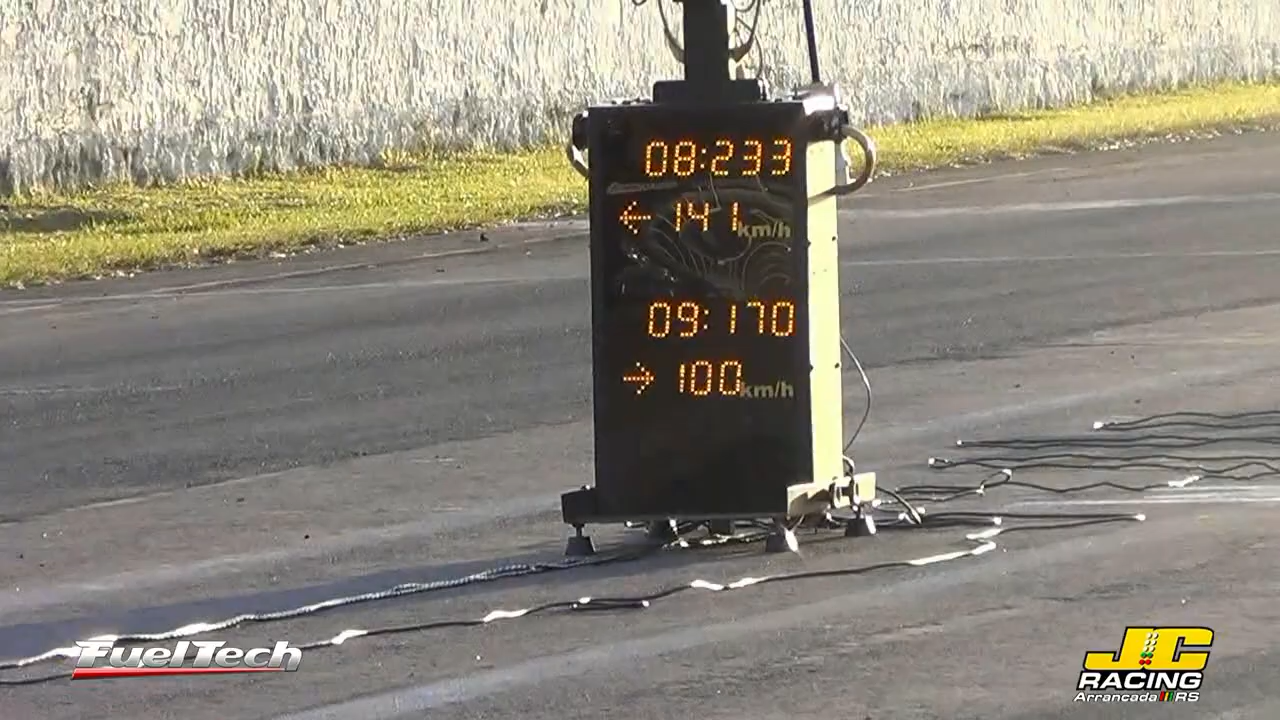 08:233
← 141 km/h
09:170
→ 100 km/h
FuelTech
JC
RACING
Arrancada RS